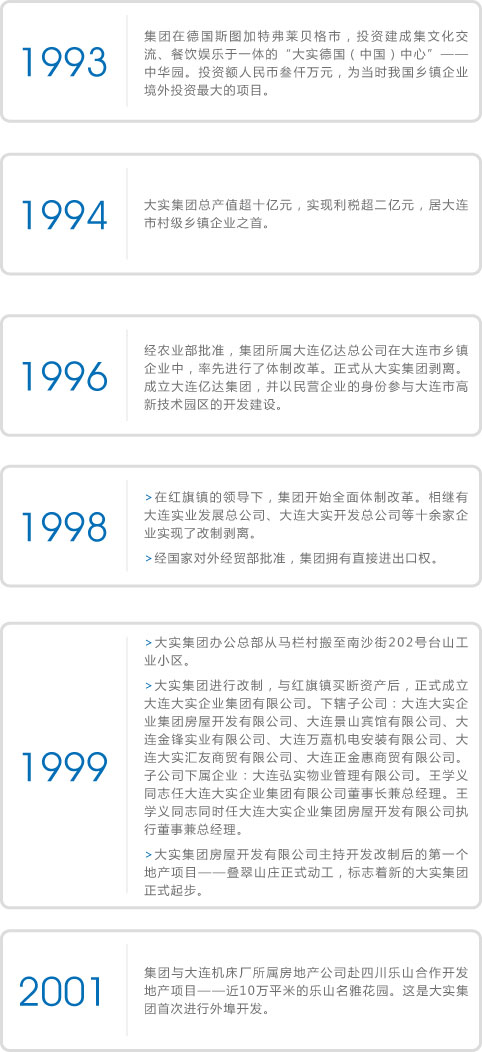 1993
集团在德国斯图加特弗莱贝格市，投资建成集文化交
流、餐饮娱乐于一体的“大实德国（中国）中心”——
中华园。投资额人民币叁仟万元，为当时我国乡镇企业
境外投资最大的项目。
1994
大实集团总产值超十亿元，实现利税超二亿元，居大连
市村级乡镇企业之首。
1996
经农业部批准，集团所属大连亿达总公司在大连市乡镇
企业中，率先进行了体制改革。正式从大实集团剥离。
成立大连亿达集团，并以民营企业的身份参与大连市高
新技术园区的开发建设。
1998
>在红旗镇的领导下，集团开始全面体制改革。相继有
大连实业发展总公司、大连大实开发总公司等十余家企
业实现了改制剥离。
>经国家对外经贸部批准，集团拥有直接进出口权。
1999
>大实集团办公总部从马栏村搬至南沙街202号台山工
业小区。
>大实集团进行改制，与红旗镇买断资产后，正式成立
大连大实企业集团有限公司。下辖子公司：大连大实企
业集团房屋开发有限公司、大连景山宾馆有限公司、大
连金锋实业有限公司、大连万嘉机电安装有限公司、大
连大实汇友商贸有限公司、大连正金惠商贸有限公司。
子公司下属企业：大连弘实物业管理有限公司。王学义
同志任大连大实企业集团有限公司董事长兼总经理。王
学义同志同时任大连大实企业集团房屋开发有限公司执
行董事兼总经理。
>大实集团房屋开发有限公司主持开发改制后的第一个
地产项目——叠翠山庄正式动工，标志着新的大实集团
正式起步。
2001
集团与大连机床厂所属房地产公司赴四川乐山合作开发
地产项目——近10万平米的乐山名雅花园。这是大实集
团首次进行外埠开发。